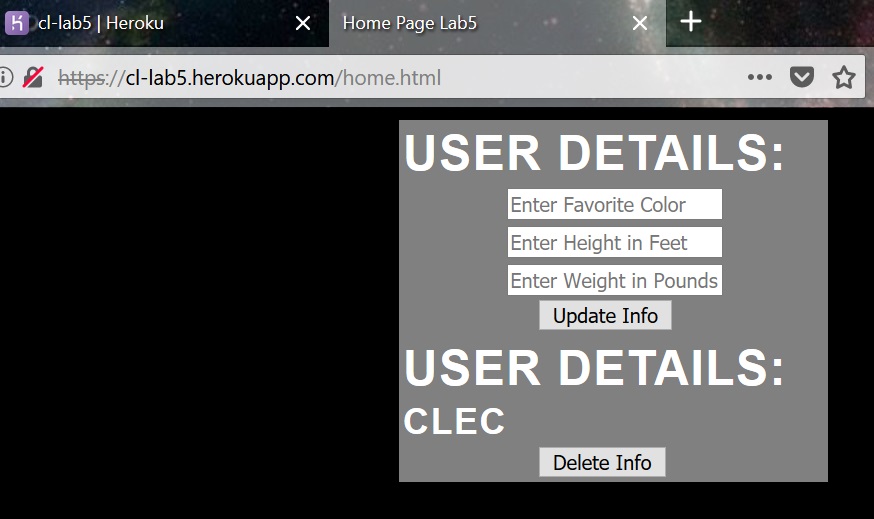 cl-lab5 | Heroku
Home Page Lab5
https://cl-lab5.herokuapp.com/home.html
USER DETAILS:
Enter Favorite Color
Enter Height in Feet
Enter Weight in Pounds
Update Info
USER DETAILS:
CLEC
Delete Info